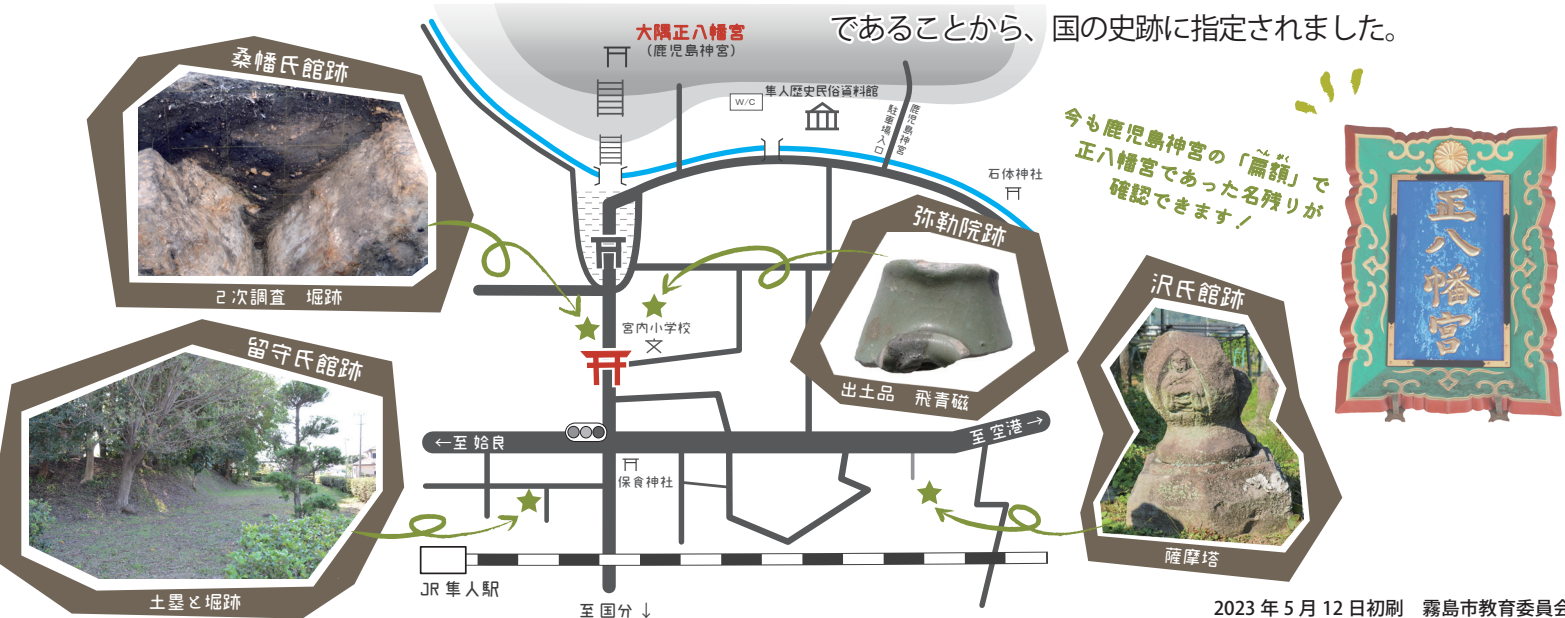 であることから、国の史跡に指定されました。
大隅正八幡宮
(鹿児島神宮)
桑幡氏館跡
2次調査　堀跡
W/C
隼人歴史民俗資料館
鹿児島神宮
駐車場入口
石体神社
今も鹿児島神宮の「扁額」で
へんがく
正八幡宮であった名残りが
確認できます！
正八幡宮
弥勒院跡
出土品　飛青磁
沢氏館跡
薩摩塔
宮内小学校
文
留守氏館跡
土塁と堀跡
←至 姶良
至 空港→
保食神社
JR 隼人駅
至 国分 ↓
2023 年 5 月 12 日初刷　霧島市教育委員会